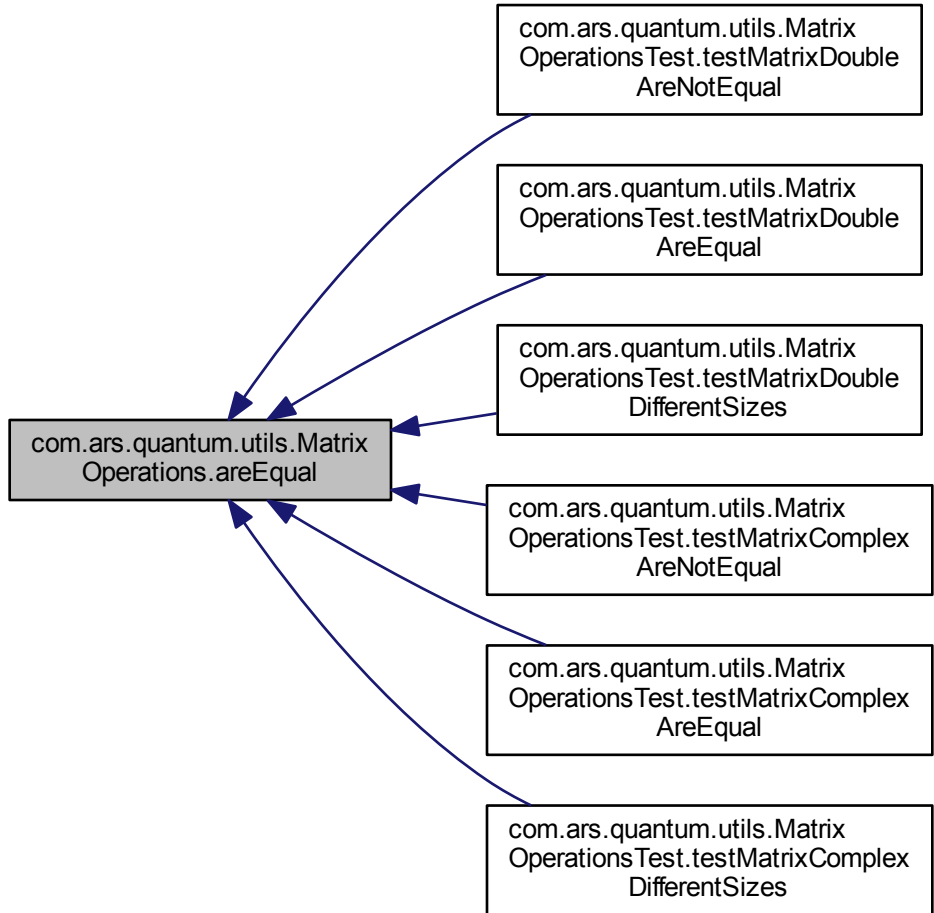 com.ars.quantum.utils.Matrix
OperationsTest.testMatrixDouble
AreNotEqual
com.ars.quantum.utils.Matrix
OperationsTest.testMatrixDouble
AreEqual
com.ars.quantum.utils.Matrix
OperationsTest.testMatrixDouble
DifferentSizes
com.ars.quantum.utils.Matrix
Operations.areEqual
com.ars.quantum.utils.Matrix
OperationsTest.testMatrixComplex
AreNotEqual
com.ars.quantum.utils.Matrix
OperationsTest.testMatrixComplex
AreEqual
com.ars.quantum.utils.Matrix
OperationsTest.testMatrixComplex
DifferentSizes